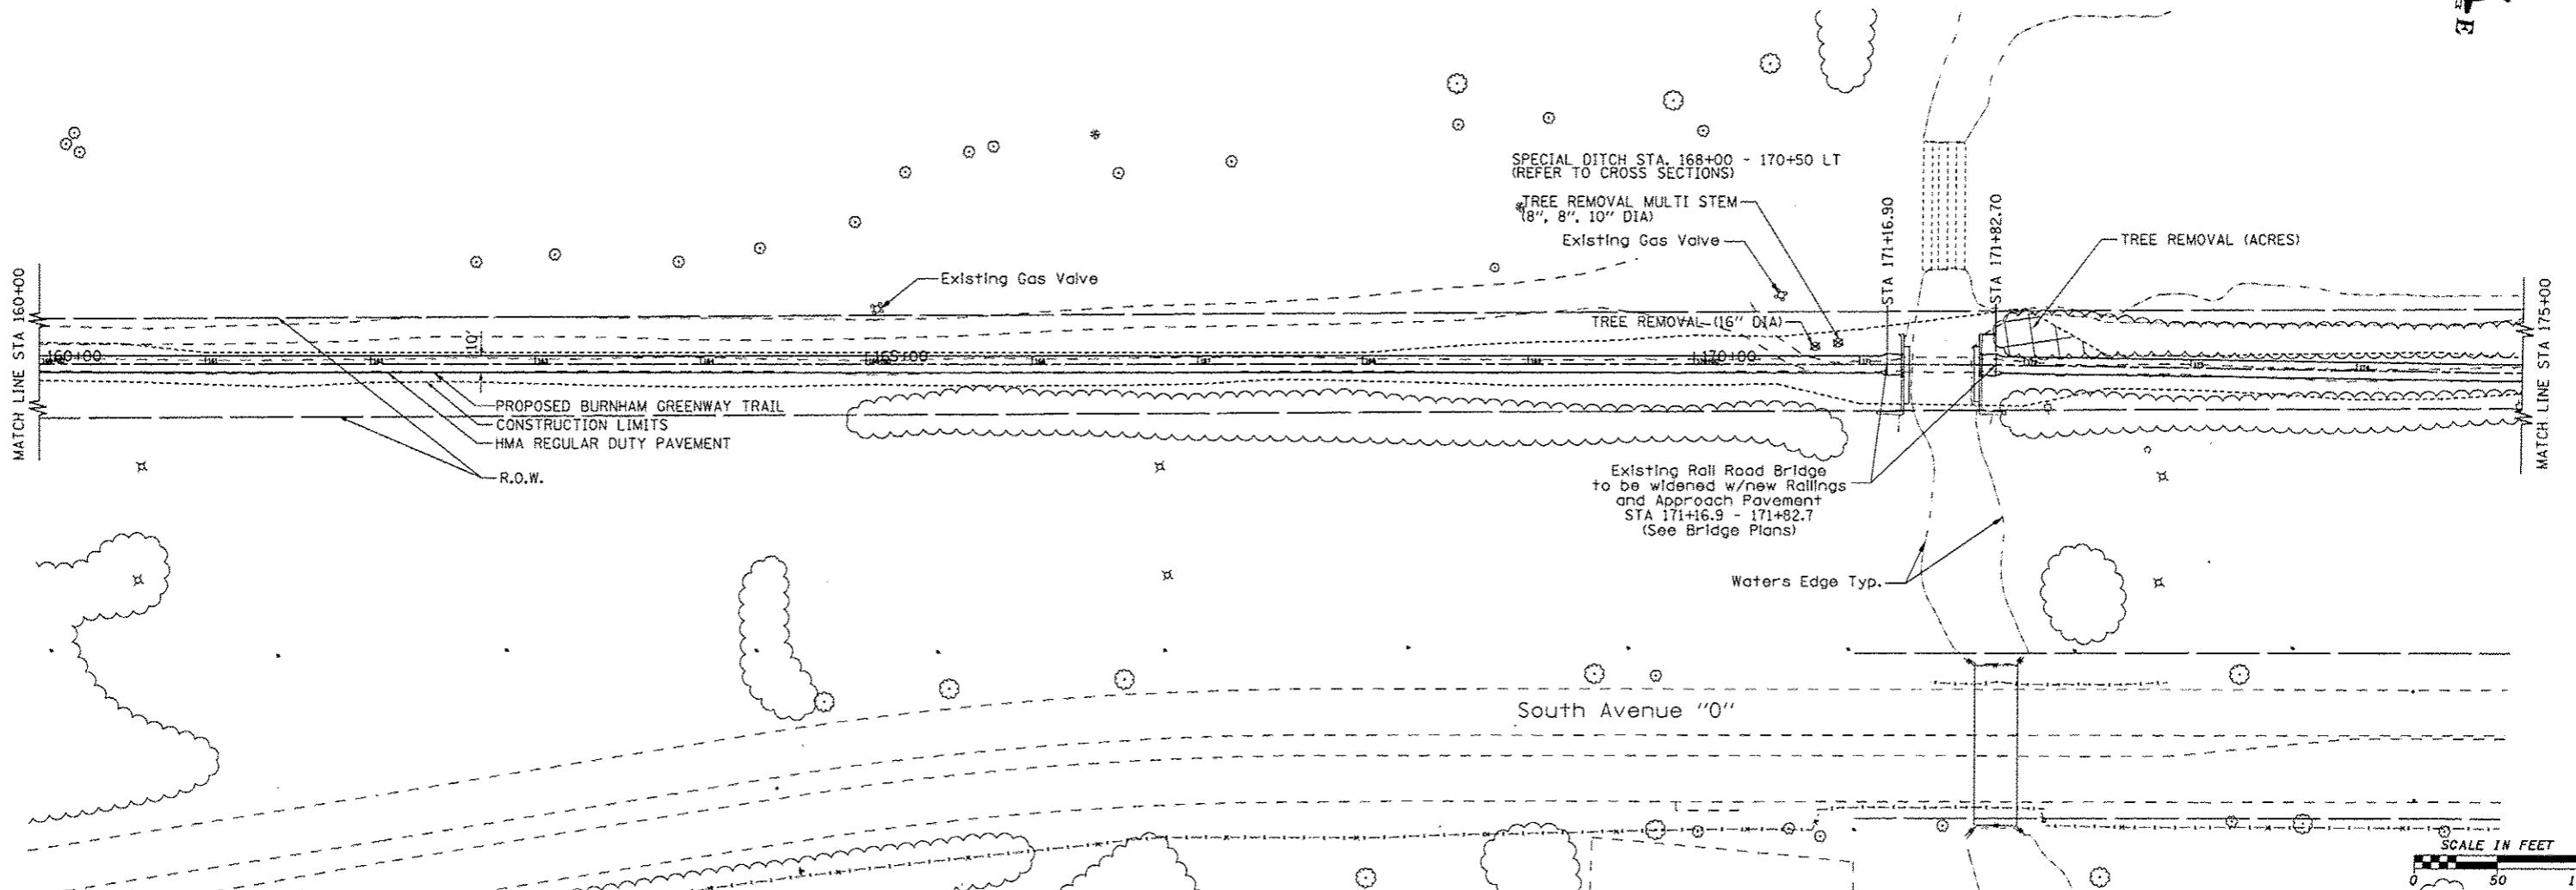 E
SPECIAL DITCH STA. 168+00 - 170+50 LT
(REFER TO CROSS SECTIONS)
TREE REMOVAL MULTI STEM
(8", 8", 10" DIA)
Existing Gas Valve
STA 171+16.90
STA 171+82.70
TREE REMOVAL (ACRES)
Existing Gas Valve
TREE REMOVAL (16" DIA)
MATCH LINE STA 160+00
MATCH LINE STA 175+00
10'
160+00
165+00
170+00
PROPOSED BURNHAM GREENWAY TRAIL
CONSTRUCTION LIMITS
HMA REGULAR DUTY PAVEMENT
R.O.W.
Existing Rail Road Bridge
to be widened w/new Railings
and Approach Pavement
STA 171+16.9 - 171+82.7
(See Bridge Plans)
Waters Edge Typ.
South Avenue "O"
SCALE IN FEET
0 50